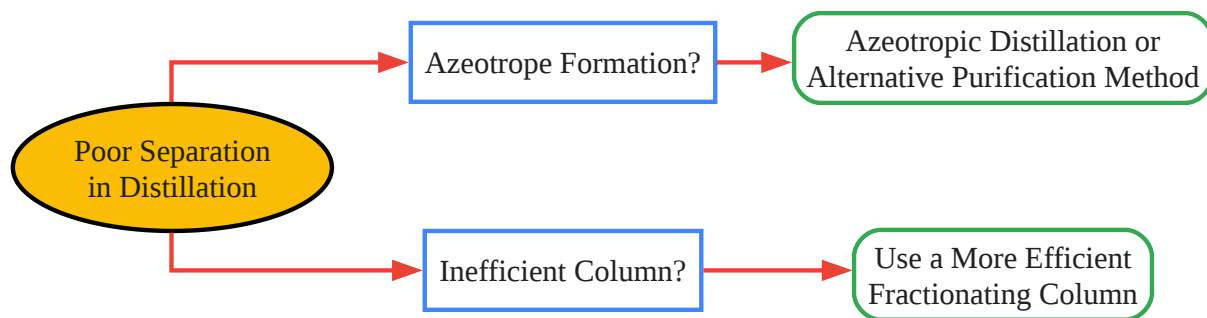 Poor Separation
in Distillation
Azeotrope Formation?
Azeotropic Distillation or
Alternative Purification Method
Inefficient Column?
Use a More Efficient
Fractionating Column